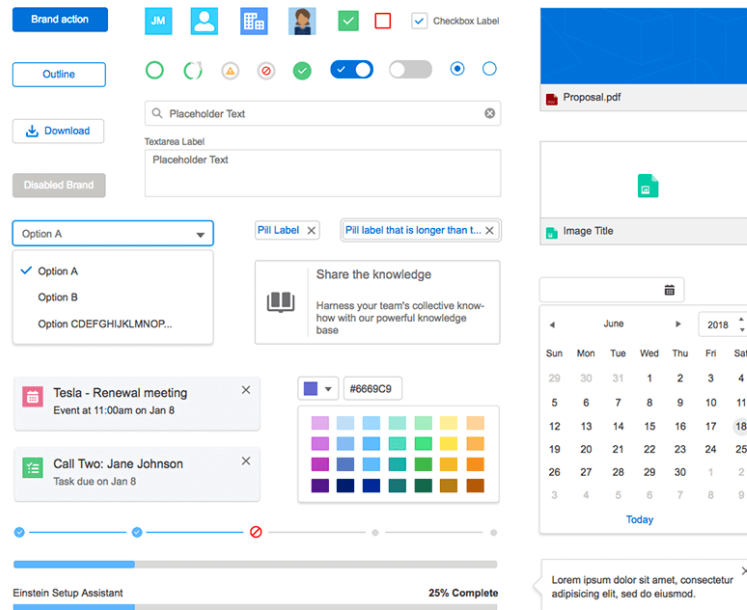 Brand action
JM
Checkbox Label
Outline
Placeholder Text
Download
Textarea Label
Placeholder Text
Disabled Brand
Option A
Option A
Option B
Option CDEFGHIJKLMNOP...
Pill Label
Pill label that is longer than t...
Share the knowledge
Harness your team's collective know-
how with our powerful knowledge
base
Tesla - Renewal meeting
Event at 11:00am on Jan 8
Call Two: Jane Johnson
Task due on Jan 8
#6669C9
Einstein Setup Assistant
25% Complete
Proposal.pdf
Image Title
June
2018
Sun Mon Tue Wed Thu Fri Sat
29 30 31 1 2 3 4
5 6 7 8 9 10 11
12 13 14 15 16 17 18
19 20 21 22 23 24 25
26 27 28 29 30 1 2
3 4 5 6 7 8 9
Today
Lorem ipsum dolor sit amet, consectetur
adipisicing elit, sed do eiusmod.